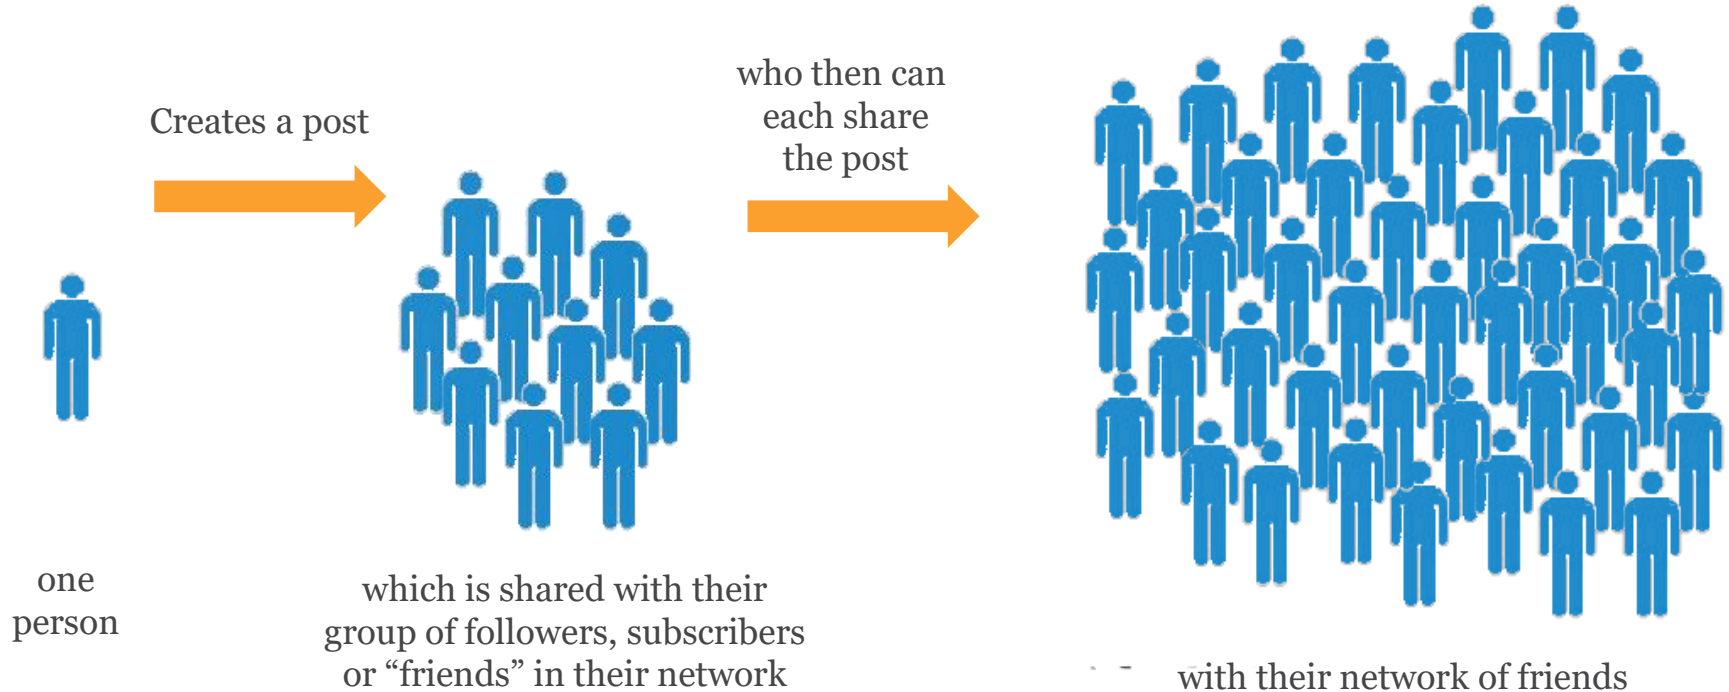 Creates a post
who then can
each share
the post
one
person
which is shared with their
group of followers, subscribers
or “friends” in their network
with their network of friends